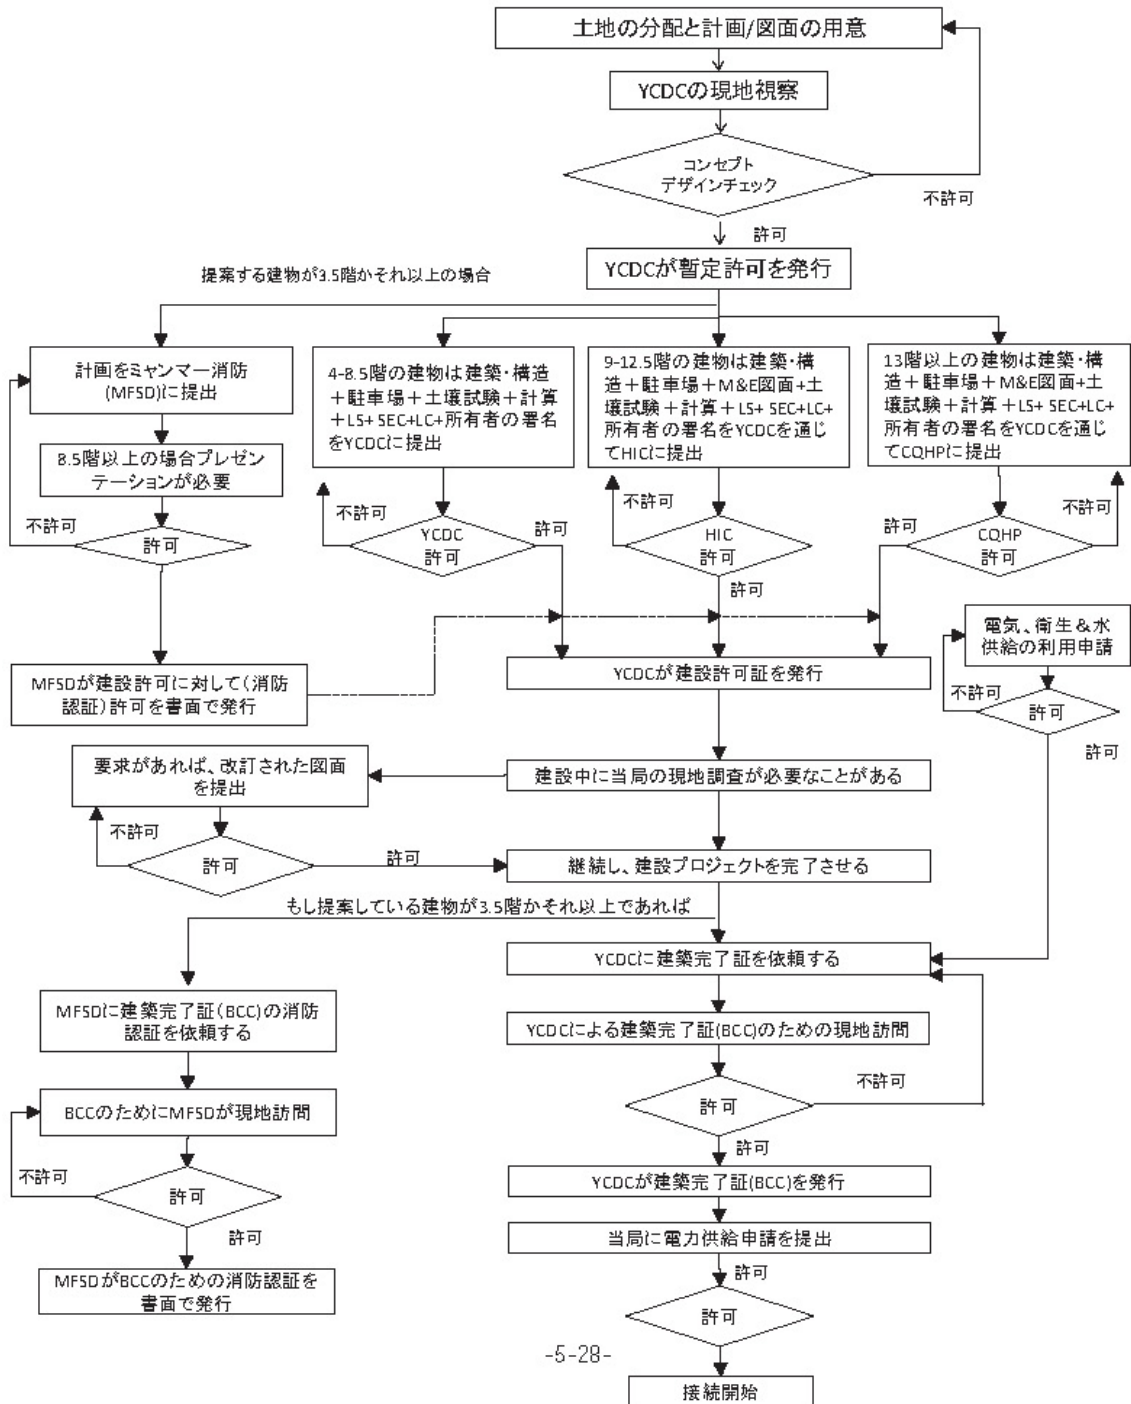 土地の分配と計画/図面の用意
YCDCの現地視察
コンセプト
デザインチェック
不許可
許可
YCDCが暫定許可を発行
提案する建物が3.5階かそれ以上の場合
計画をミャンマー消防
(MFSD)に提出
4-8.5階の建物は建築・構造
+駐車場+土壌試験+計算
+LS+ SEC+LC+所有者の署名
をYCDCに提出
9-12.5階の建物は建築・構
造+駐車場+M&E図面+土
壌試験+計算+LS+ SEC+LC+
所有者の署名をYCDCを通じ
てHICに提出
13階以上の建物は建築・構
造+駐車場+M&E図面+土
壌試験+計算+LS+ SEC+LC+
所有者の署名をYCDCを通じ
てCQHPに提出
8.5階以上の場合プレゼン
テーションが必要
不許可
許可
不許可
YCDC
許可
許可
不許可
HIC
許可
許可
許可
CQHP
許可
不許可
電気、衛生&水
供給の利用申請
不許可
許可
許可
MFSDが建設許可に対して(消防
認証)許可を書面で発行
YCDCが建設許可証を発行
要求があれば、改訂された図面
を提出
建設中に当局の現地調査が必要なことがある
不許可
許可
許可
継続し、建設プロジェクトを完了させる
もし提案している建物が3.5階かそれ以上であれば
YCDCに建築完了証を依頼する
MFSDに建築完了証(BCC)の消防
認証を依頼する
YCDCによる建築完了証(BCC)のための現地訪問
不許可
許可
許可
BCCのためにMFSDが現地訪問
不許可
許可
許可
YCDCが建築完了証(BCC)を発行
当局に電力供給申請を提出
許可
許可
MFSDがBCCのための消防認証を
書面で発行
-5-28-
接続開始